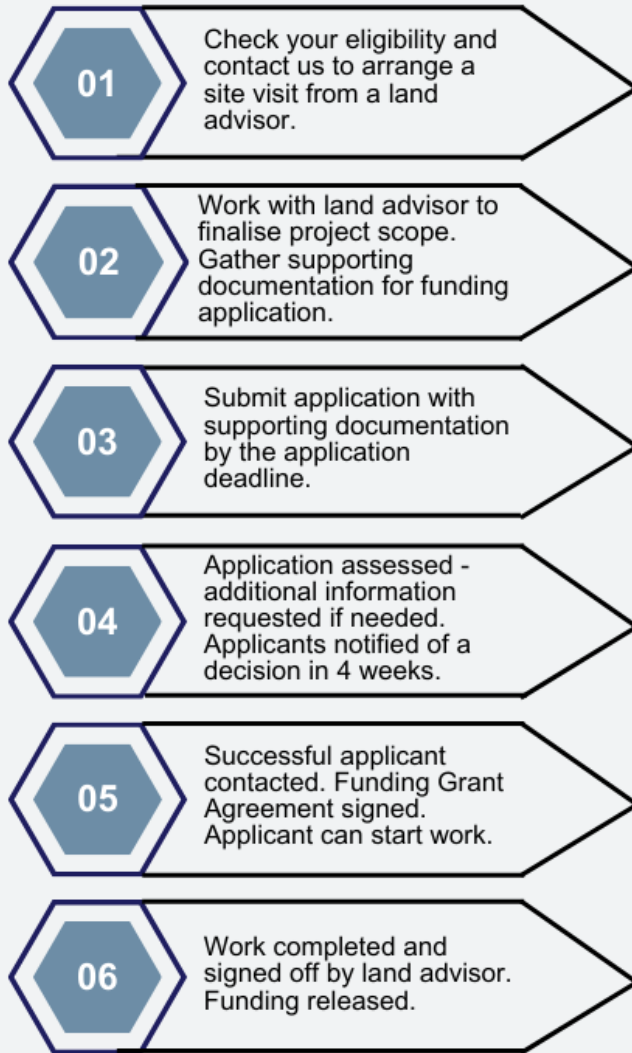 01
Check your eligibility and
contact us to arrange a
site visit from a land
advisor.
02
Work with land advisor to
finalise project scope.
Gather supporting
documentation for funding
application.
03
Submit application with
supporting documentation
by the application
deadline.
04
Application assessed -
additional information
requested if needed.
Applicants notified of a
decision in 4 weeks.
05
Successful applicant
contacted. Funding Grant
Agreement signed.
Applicant can start work.
06
Work completed and
signed off by land advisor.
Funding released.